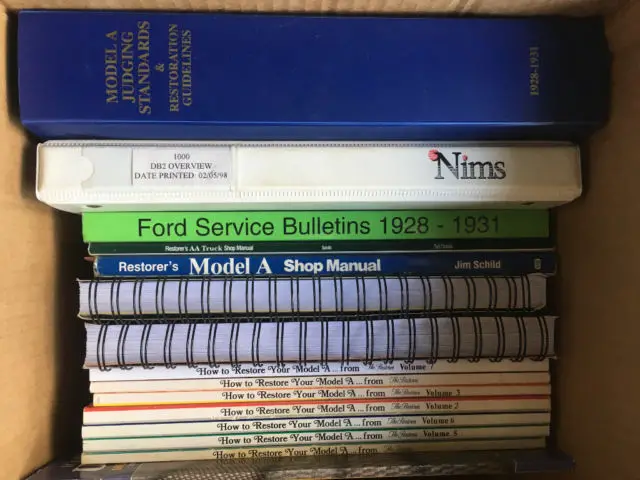 MODEL A
JUDGING
STANDARDS
&
RESTORATION
GUIDELINES
1928-1931
1000
DB2 OVERVIEW
DATE PRINTED 02/05/98
Nims
Ford Service Bulletins 1928 - 1931
Restorer's AA Truck Shop Manual
Restorer's Model A Shop Manual Jim Schild
How to Restore Your Model A ... from The Restorer Volume 7
How to Restore Your Model A ... from The Restorer
How to Restore Your Model A ... from The Restorer Volume 3
How to Restore Your Model A ... from The Restorer Volume 2
How to Restore Your Model A ... from The Restorer Volume 6
How to Restore Your Model A ... from The Restorer Volume 5
How to Restore Your Model A ... from